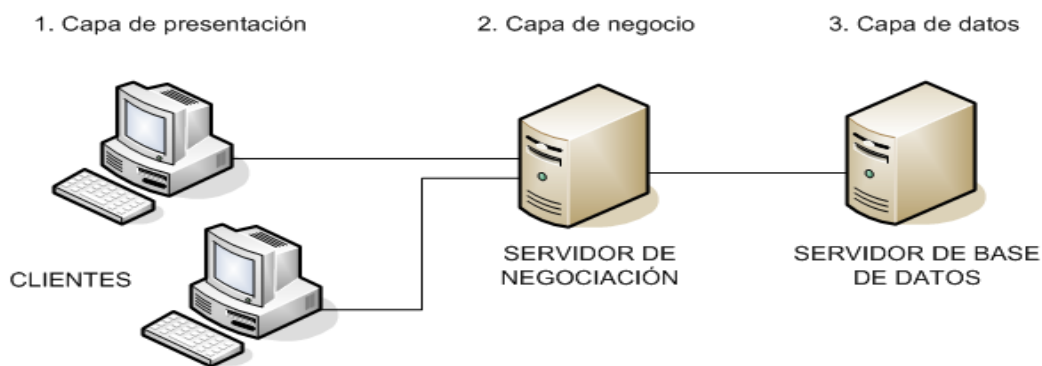 1. Capa de presentación
2. Capa de negocio
3. Capa de datos
CLIENTES
SERVIDOR DE
NEGOCIACIÓN
SERVIDOR DE BASE
DE DATOS